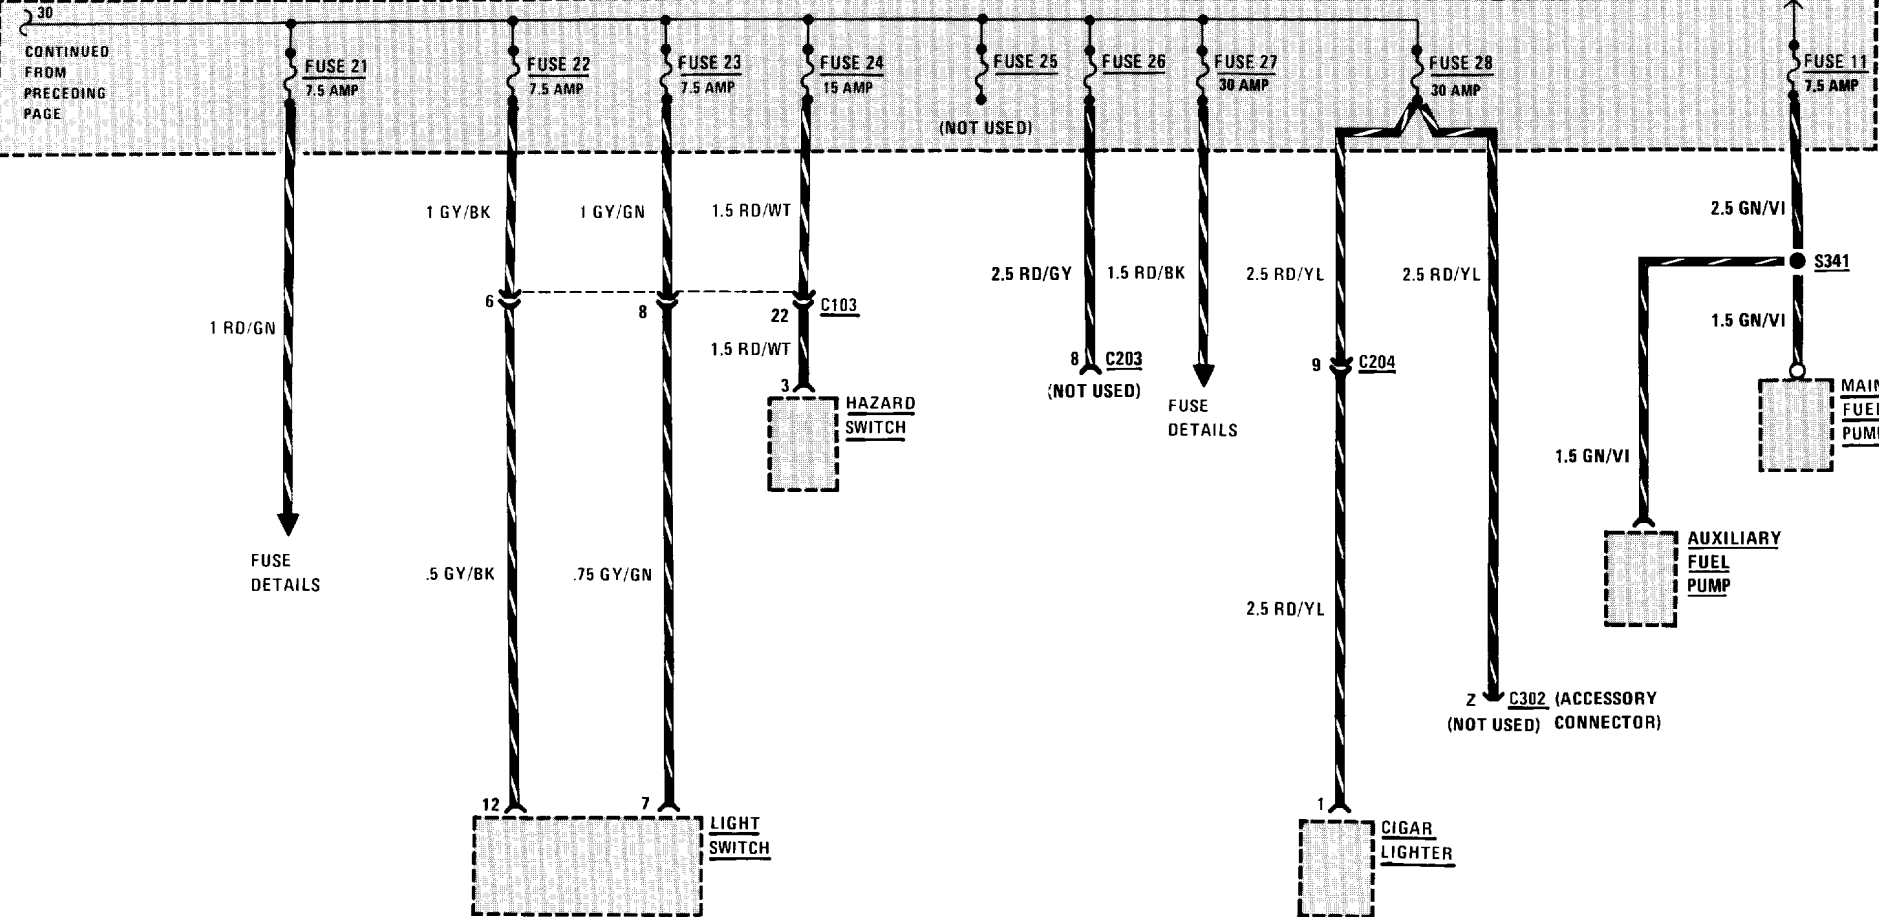 30
CONTINUED
FROM
PRECEDING
PAGE
FUSE 21
7.5 AMP
FUSE 22
7.5 AMP
FUSE 23
7.5 AMP
FUSE 24
15 AMP
FUSE 25
(NOT USED)
FUSE 26
FUSE 27
30 AMP
FUSE 28
30 AMP
FUSE 11
7.5 AMP
1 GY/BK
1 GY/GN
1.5 RD/WT
2.5 RD/GY
1.5 RD/BK
2.5 RD/YL
2.5 RD/YL
2.5 GN/VI
S341
6
8
22
C103
1 RD/GN
1.5 RD/WT
1.5 GN/VI
8
C203
(NOT USED)
9
C204
3
HAZARD
SWITCH
FUSE
DETAILS
MAIN
FUEL
PUMP
1.5 GN/VI
FUSE
DETAILS
.5 GY/BK
.75 GY/GN
2.5 RD/YL
AUXILIARY
FUEL
PUMP
Z
C302 (ACCESSORY
(NOT USED) CONNECTOR)
12
7
LIGHT
SWITCH
1
CIGAR
LIGHTER